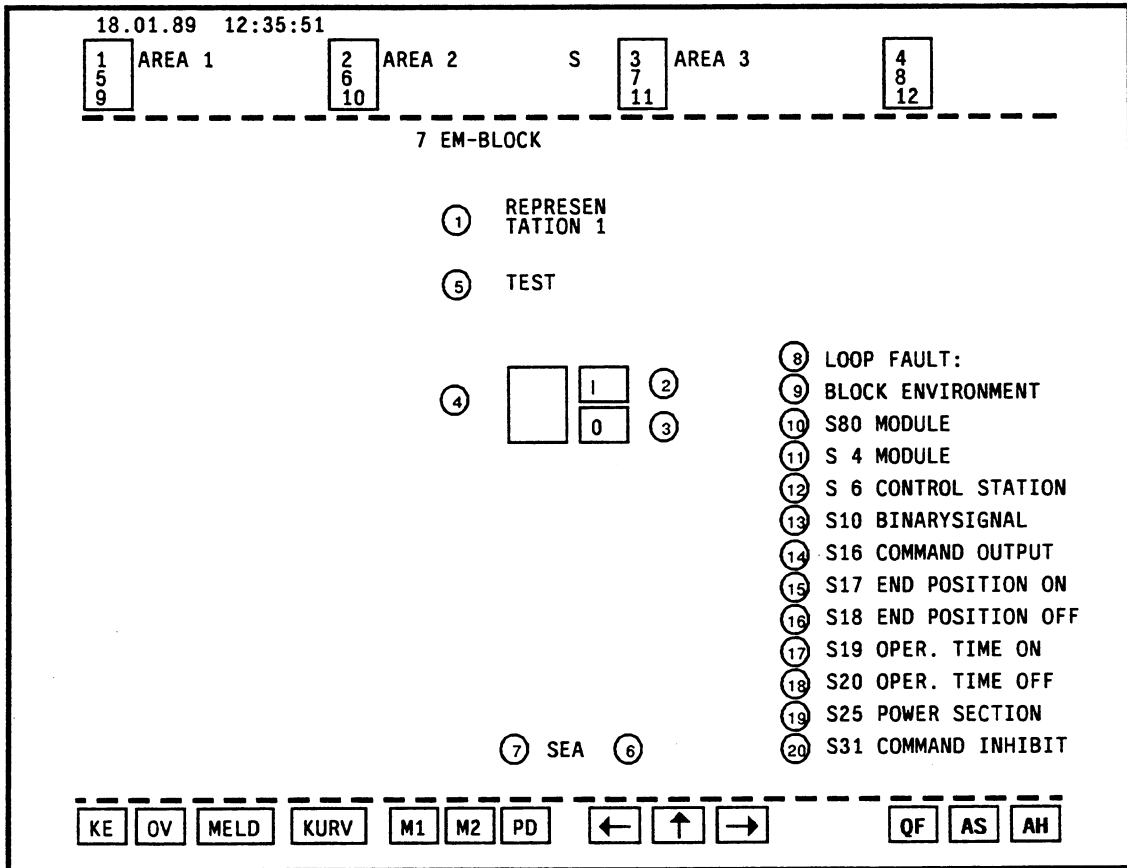 18.01.89 12:35:51
1 AREA 1 2 AREA 2 S 3 AREA 3 4
5 6 7 8
9 10 11 12
7 EM-BLOCK
1 REPRESEN
TATION 1
5 TEST
4 I 2
0 3
8 LOOP FAULT:
9 BLOCK ENVIRONMENT
10 S80 MODULE
11 S 4 MODULE
12 S 6 CONTROL STATION
13 S10 BINARYSIGNAL
14 S16 COMMAND OUTPUT
15 S17 END POSITION ON
16 S18 END POSITION OFF
17 S19 OPER. TIME ON
18 S20 OPER. TIME OFF
19 S25 POWER SECTION
20 S31 COMMAND INHIBIT
7 SEA 6
KE OV MELD KURV M1 M2 PD ← ↑ → QF AS AH